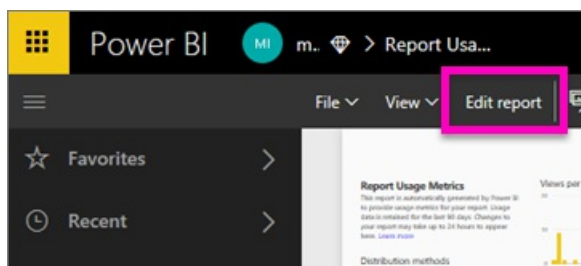 Power BI MI m.. > Report Usa...
File View Edit report
Favorites
Recent
Report Usage Metrics
Views per
This report is automatically generated by Power BI
to provide usage metrics for your report. Usage
data is retained for the last 90 days. Changes to
your report may take up to 24 hours to appear
here. Learn more
Distribution methods